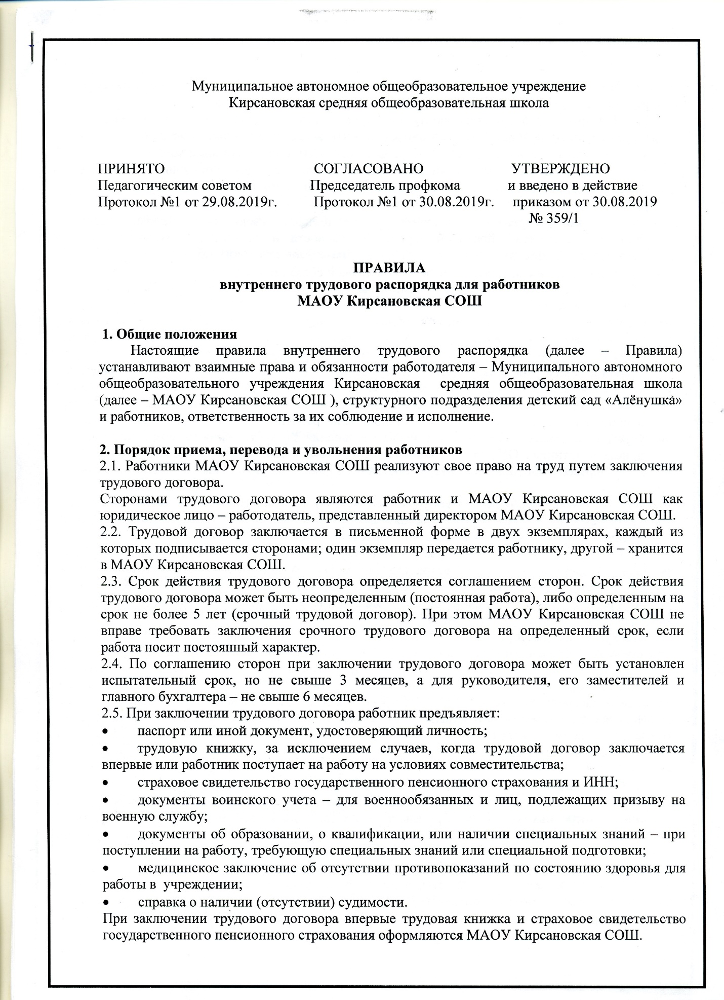 Муниципальное автономное общеобразовательное учреждение
Кирсановская средняя общеобразовательная школа
ПРИНЯТО СОГЛАСОВАНО УТВЕРЖДЕНО
Педагогическим советом Председатель профкома и введено в действие
Протокол №1 от 29.08.2019г. Протокол №1 от 30.08.2019г. приказом от 30.08.2019
№ 359/1
ПРАВИЛА
внутреннего трудового распорядка для работников
МАОУ Кирсановская СОШ
1. Общие положения
Настоящие правила внутреннего трудового распорядка (далее – Правила)
устанавливают взаимные права и обязанности работодателя – Муниципального автономного
общеобразовательного учреждения Кирсановская средняя общеобразовательная школа
(далее – МАОУ Кирсановская СОШ ), структурного подразделения детский сад «Алёнушка»
и работников, ответственность за их соблюдение и исполнение.
2. Порядок приема, перевода и увольнения работников
2.1. Работники МАОУ Кирсановская СОШ реализуют свое право на труд путем заключения
трудового договора.
Сторонами трудового договора являются работник и МАОУ Кирсановская СОШ как
юридическое лицо – работодатель, представленный директором МАОУ Кирсановская СОШ.
2.2. Трудовой договор заключается в письменной форме в двух экземплярах, каждый из
которых подписывается сторонами; один экземпляр передается работнику, другой – хранится
в МАОУ Кирсановская СОШ.
2.3. Срок действия трудового договора определяется соглашением сторон. Срок действия
трудового договора может быть неопределенным (постоянная работа), либо определенным на
срок не более 5 лет (срочный трудовой договор). При этом МАОУ Кирсановская СОШ не
вправе требовать заключения срочного трудового договора на определенный срок, если
работа носит постоянный характер.
2.4. По соглашению сторон при заключении трудового договора может быть установлен
испытательный срок, но не свыше 3 месяцев, а для руководителя, его заместителей и
главного бухгалтера – не свыше 6 месяцев.
2.5. При заключении трудового договора работник предъявляет:
• паспорт или иной документ, удостоверяющий личность;
• трудовую книжку, за исключением случаев, когда трудовой договор заключается
впервые или работник поступает на работу на условиях совместительства;
• страховое свидетельство государственного пенсионного страхования и ИНН;
• документы воинского учета – для военнообязанных и лиц, подлежащих призыву на
военную службу;
• документы об образовании, о квалификации, или наличии специальных знаний – при
поступлении на работу, требующую специальных знаний или специальной подготовки;
• медицинское заключение об отсутствии противопоказаний по состоянию здоровья для
работы в учреждении;
• справка о наличии (отсутствии) судимости.
При заключении трудового договора впервые трудовая книжка и страховое свидетельство
государственного пенсионного страхования оформляются МАОУ Кирсановская СОШ.